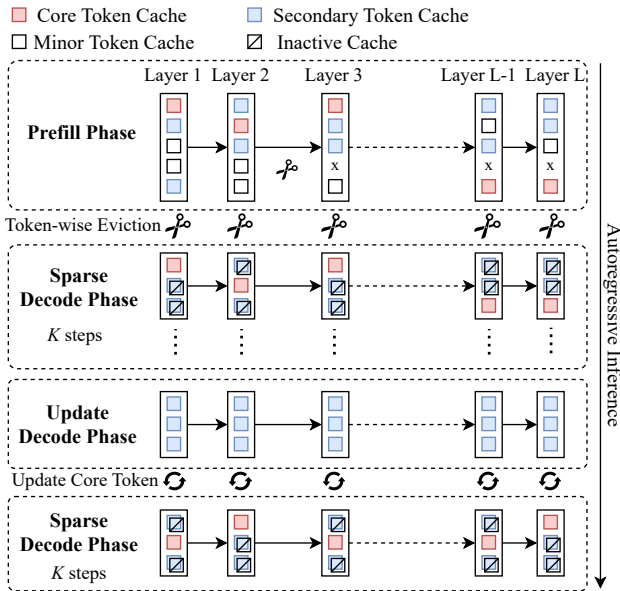 Core Token Cache
Secondary Token Cache
Minor Token Cache
Inactive Cache
Layer 1
Layer 2
Layer 3
Layer L-1
Layer L
Prefill Phase
x
x
x
Token-wise Eviction
Sparse
Decode Phase
K steps
Update
Decode Phase
Update Core Token
Sparse
Decode Phase
K steps
Autoregressive Inference